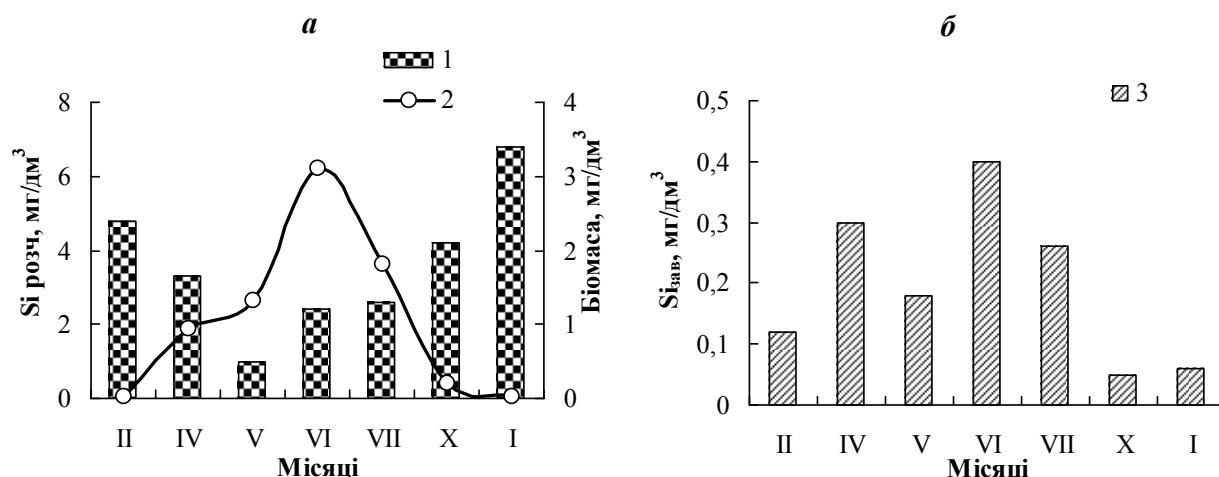 а
1
2
Si розч, мг/дм³
8
6
4
2
0
4
3
2
1
0
Біомаса, мг/дм³
II IV V VI VII X I
Місяці
б
3
Siзав, мг/дм³
0,5
0,4
0,3
0,2
0,1
0
II IV V VI VII X I
Місяці